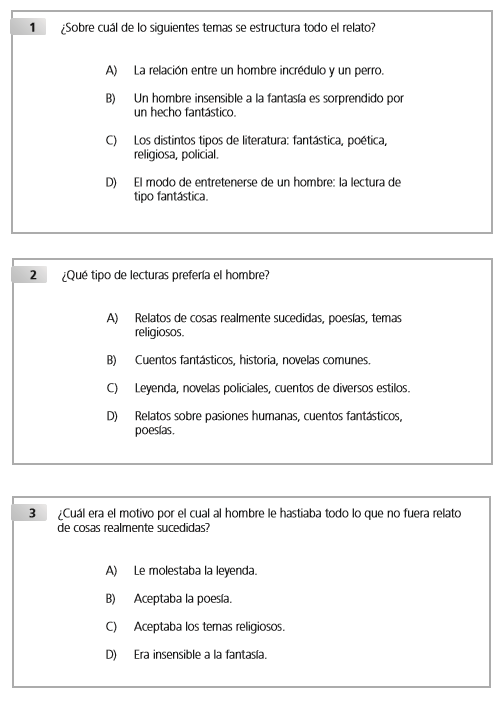 1 ¿Sobre cuál de lo siguientes temas se estructura todo el relato?
A) La relación entre un hombre incrédulo y un perro.
B) Un hombre insensible a la fantasía es sorprendido por
un hecho fantástico.
C) Los distintos tipos de literatura: fantástica, poética,
religiosa, policial.
D) El modo de entretenerse de un hombre: la lectura de
tipo fantástica.
2 ¿Qué tipo de lecturas prefería el hombre?
A) Relatos de cosas realmente sucedidas, poesías, temas
religiosos.
B) Cuentos fantásticos, historia, novelas comunes.
C) Leyenda, novelas policiales, cuentos de diversos estilos.
D) Relatos sobre pasiones humanas, cuentos fantásticos,
poesías.
3 ¿Cuál era el motivo por el cual al hombre le hastiaba todo lo que no fuera relato
de cosas realmente sucedidas?
A) Le molestaba la leyenda.
B) Aceptaba la poesía.
C) Aceptaba los temas religiosos.
D) Era insensible a la fantasía.